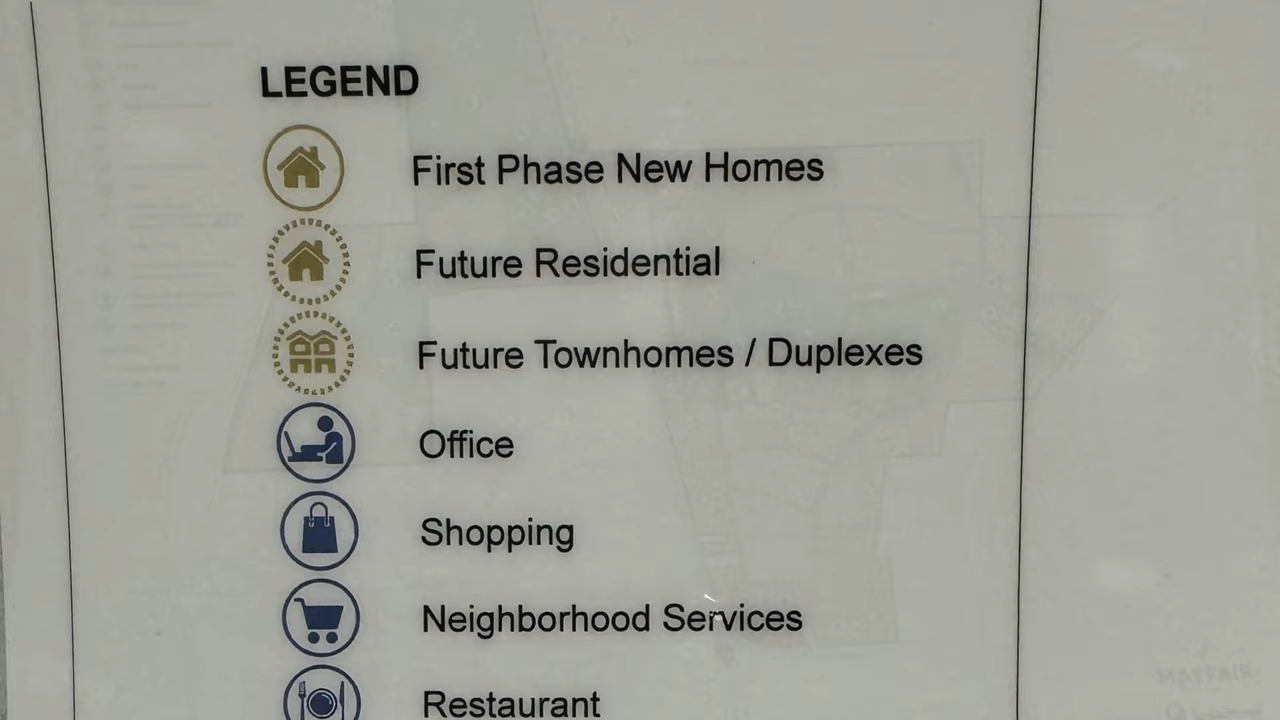 LEGEND
First Phase New Homes
Future Residential
Future Townhomes / Duplexes
Office
Shopping
Neighborhood Services
Restaurant